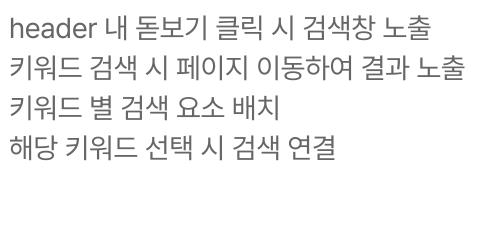 header 내 돋보기 클릭 시 검색창 노출
키워드 검색 시 페이지 이동하여 결과 노출
키워드 별 검색 요소 배치
해당 키워드 선택 시 검색 연결